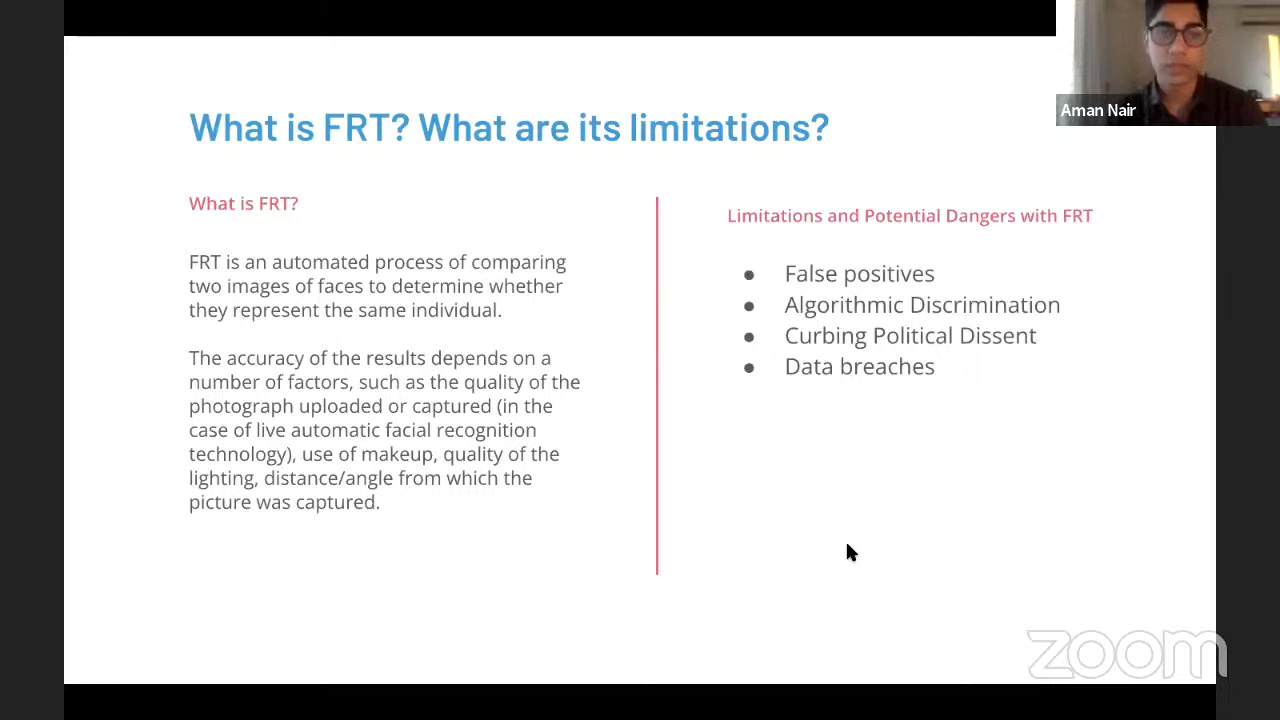 Aman Nair
What is FRT? What are its limitations?
What is FRT?
FRT is an automated process of comparing
two images of faces to determine whether
they represent the same individual.
The accuracy of the results depends on a
number of factors, such as the quality of the
photograph uploaded or captured (in the
case of live automatic facial recognition
technology), use of makeup, quality of the
lighting, distance/angle from which the
picture was captured.
Limitations and Potential Dangers with FRT
● False positives
● Algorithmic Discrimination
● Curbing Political Dissent
● Data breaches
zoom